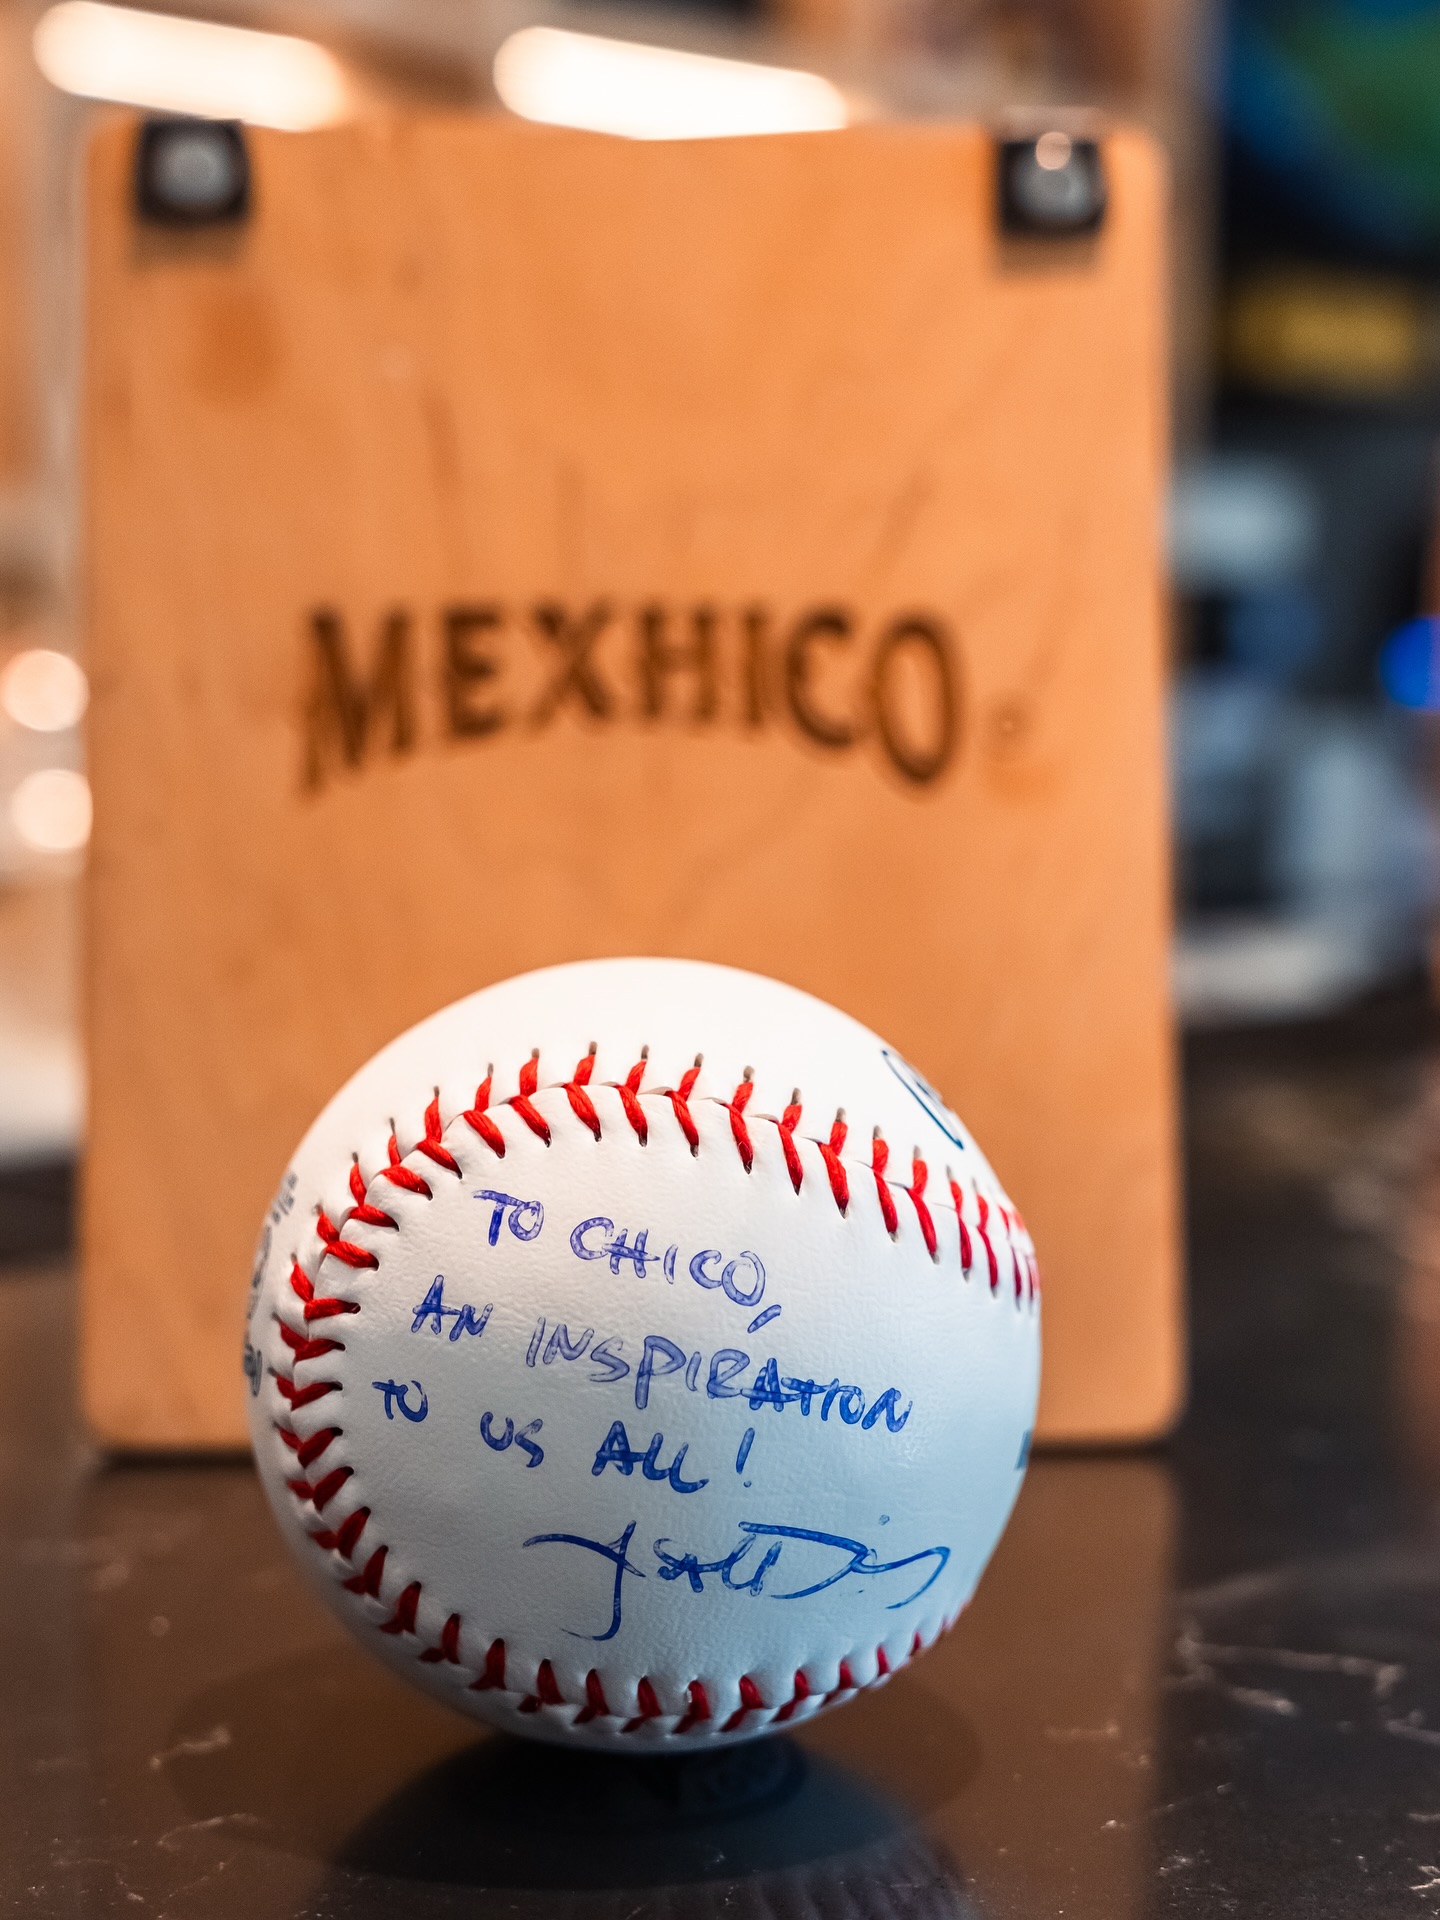 MEXHICO
TO CHICO,
AN INSPIRATION
TO US ALL!